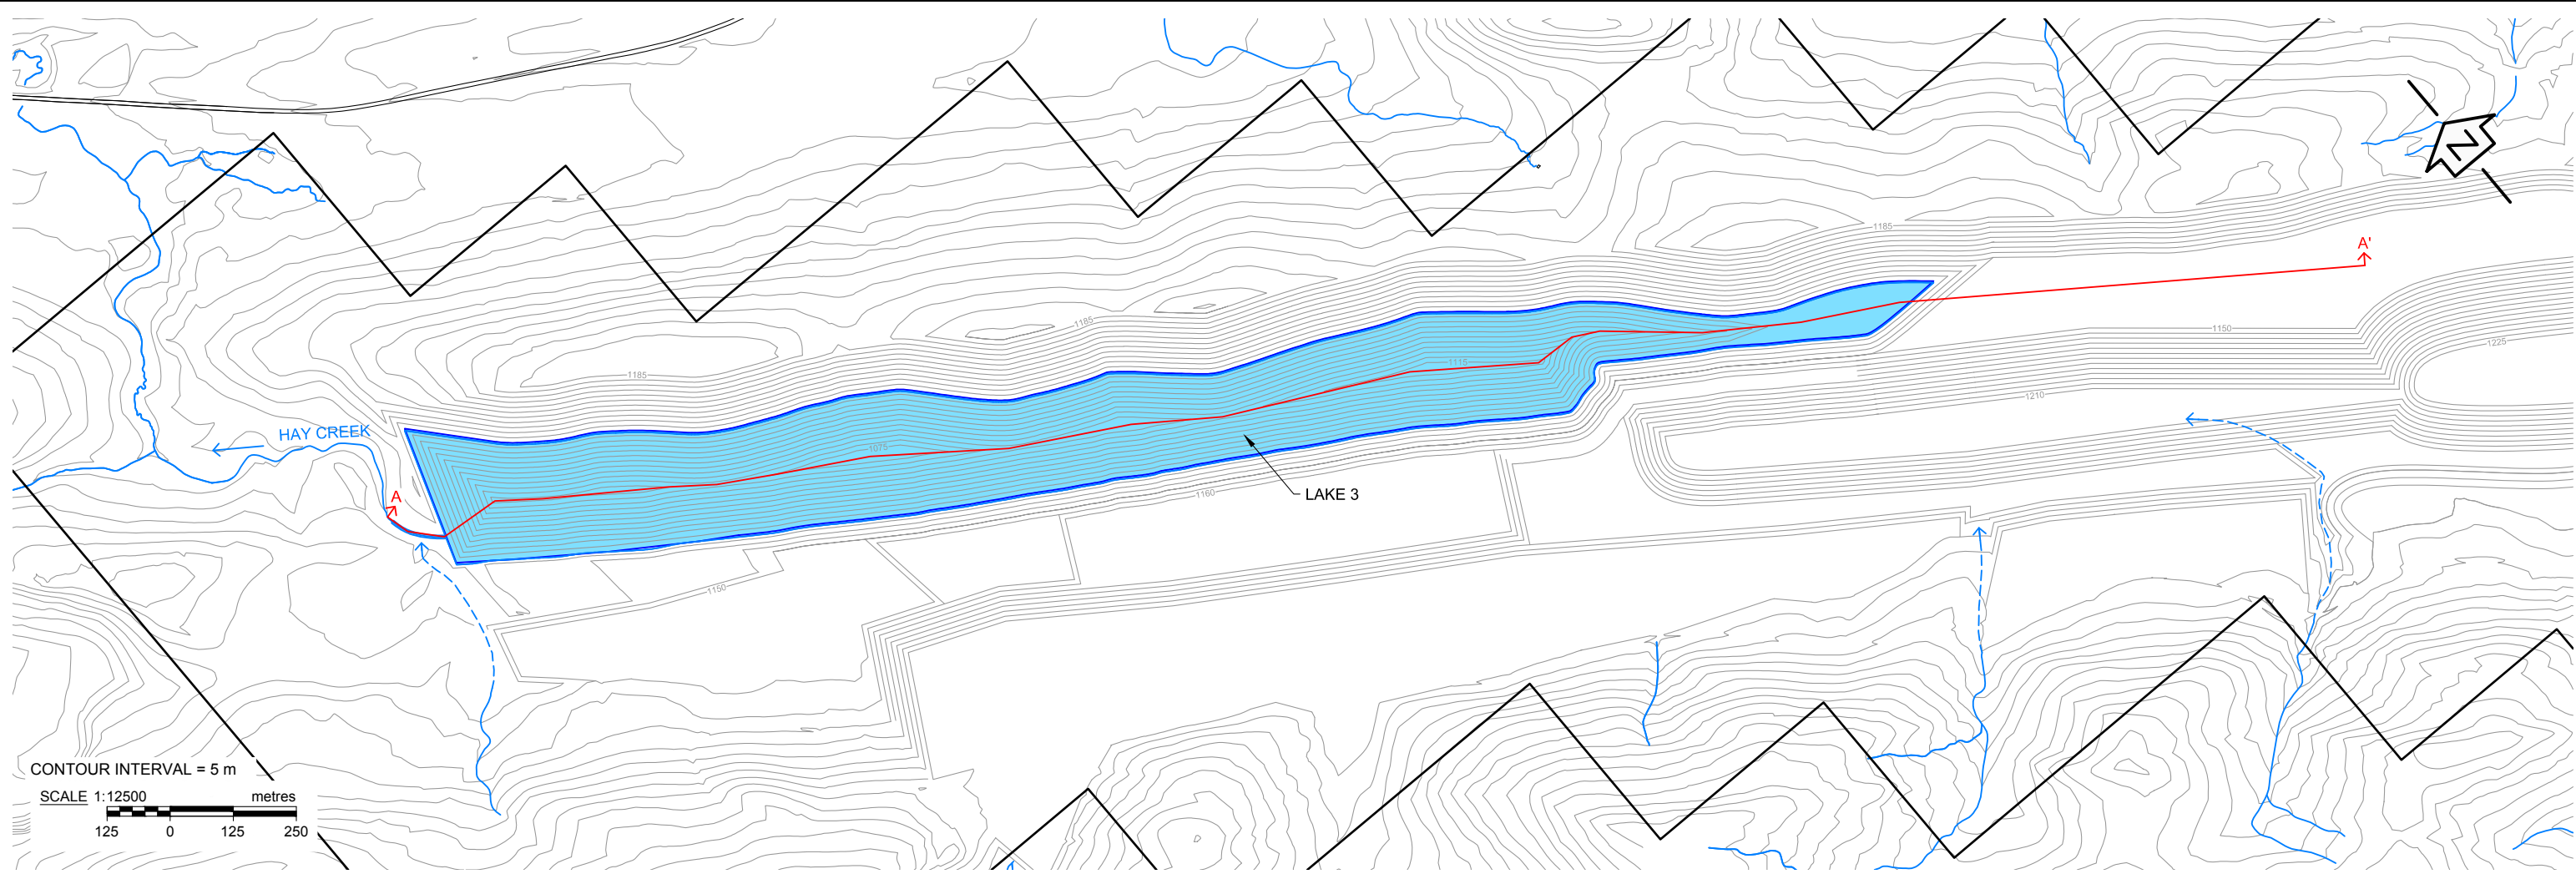 N
A'
1185
1150
1225
1185
1115
1185
1210
HAY CREEK
1075
A
1160
LAKE 3
1150
CONTOUR INTERVAL = 5 m
SCALE 1:12500 metres
125 0 125 250